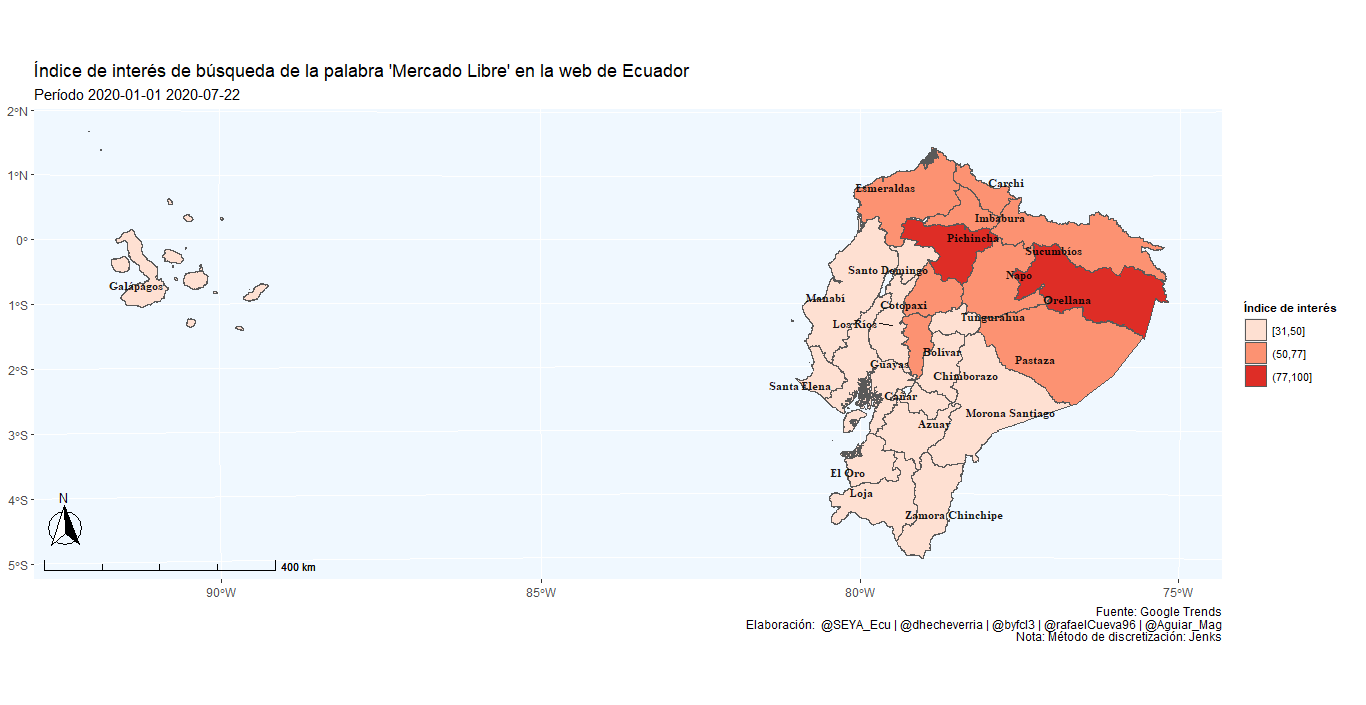 Índice de interés de búsqueda de la palabra 'Mercado Libre' en la web de Ecuador
Período 2020-01-01 2020-07-22
2°N
1°N
0°
1°S
2°S
3°S
4°S
5°S
90°W
85°W
80°W
75°W
Galápagos
Esmeraldas
Carchi
Imbabura
Pichincha
Sucumbíos
Santo Domingo
Napo
Manabí
Cotopaxi
Orellana
Los Ríos
Tungurahua
Bolívar
Pastaza
Guayas
Chimborazo
Santa Elena
Cañar
Morona Santiago
Azuay
El Oro
Loja
Zamora Chinchipe
N
400 km
Índice de interés
[31,50]
(50,77]
(77,100]
Fuente: Google Trends
Elaboración: @SEYA_Ecu | @dhecheverria | @byfcl3 | @rafaelCueva96 | @Aguiar_Mag
Nota: Método de discretización: Jenks